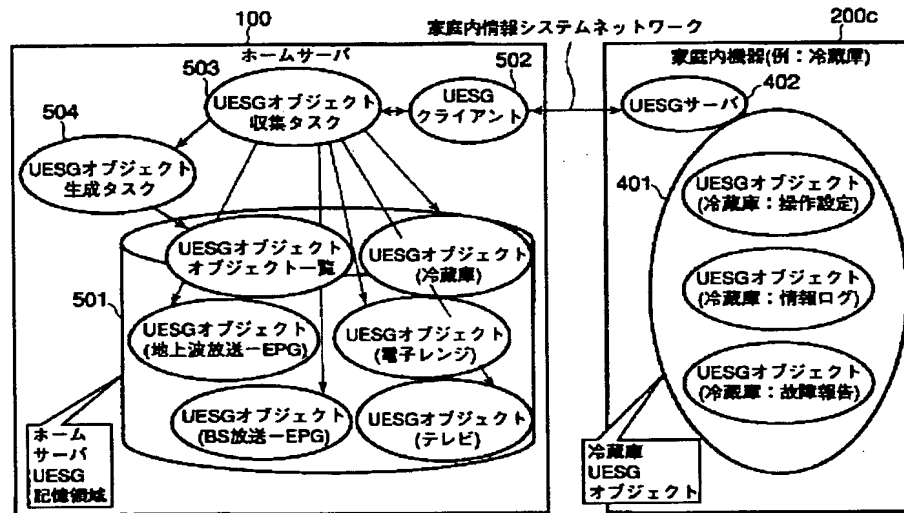 100
家庭内情報システムネットワーク
200c
ホームサーバ
家庭内機器(例：冷蔵庫)
503
UESGオブジェクト
収集タスク
502
UESG
クライアント
UESGサーバ
402
504
UESGオブジェクト
生成タスク
401
UESGオブジェクト
(冷蔵庫：操作設定)
UESGオブジェクト
オブジェクト一覧
UESGオブジェクト
(冷蔵庫)
501
UESGオブジェクト
(冷蔵庫：情報ログ)
UESGオブジェクト
(地上波放送ーEPG)
UESGオブジェクト
(電子レンジ)
UESGオブジェクト
(冷蔵庫：故障報告)
UESGオブジェクト
(BS放送ーEPG)
UESGオブジェクト
(テレビ)
ホーム
サーバ
UESG
記憶領域
冷蔵庫
UESG
オブジェクト